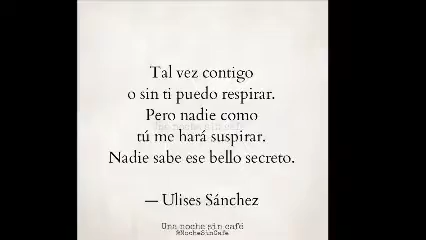 Tal vez contigo
o sin ti puedo respirar.
Pero nadie como
tú me hará suspirar.
Nadie sabe ese bello secreto.
— Ulises Sánchez
Una noche sin café
@NocheSinCafe